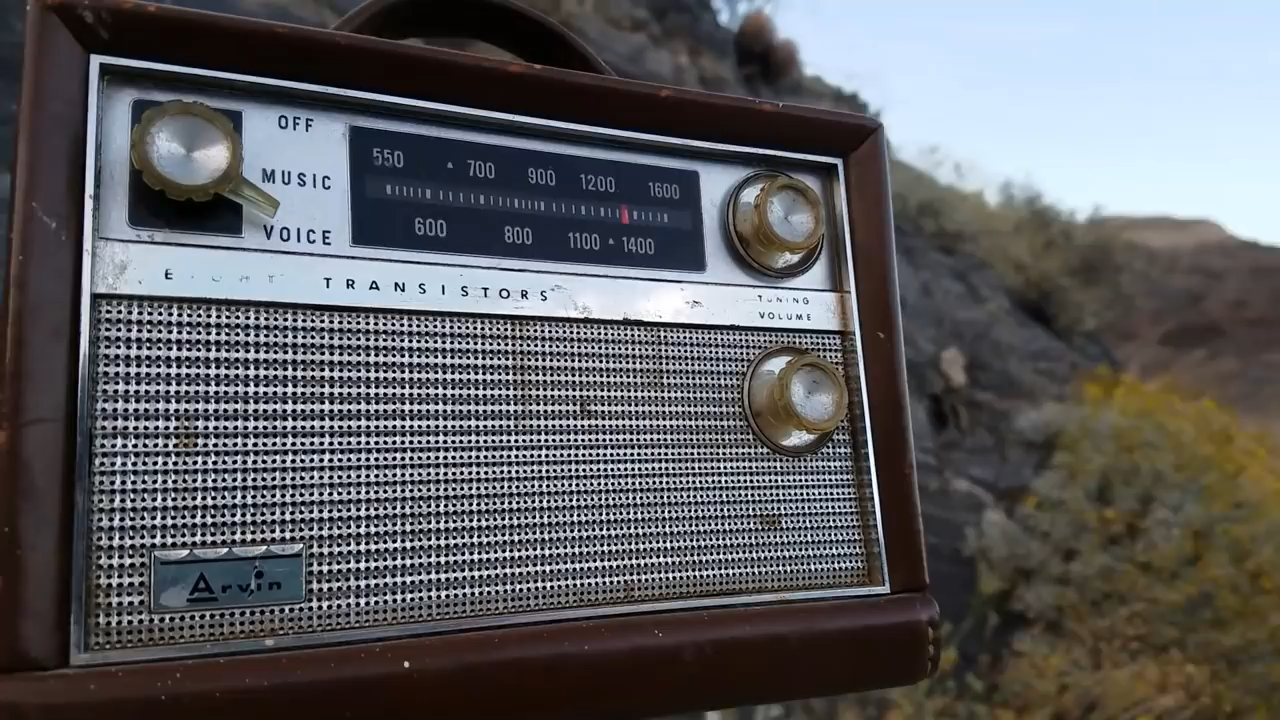 OFF
MUSIC
VOICE
550 700 900 1200 1600
600 800 1100 1400
TRANSISTORS
TUNING
VOLUME
Arvin